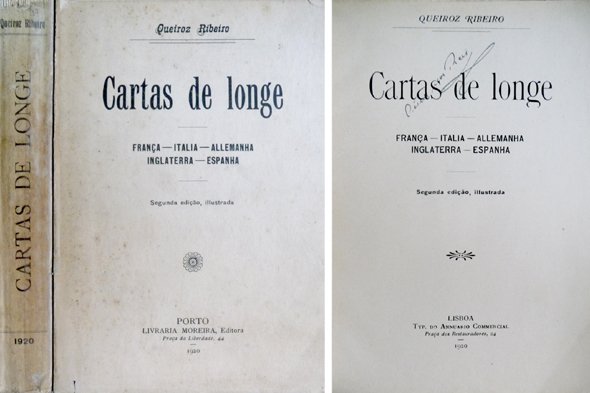 Queiroz Ribeiro
CARTAS DE LONGE
1920
Queiroz Ribeiro
Cartas de longe
FRANÇA — ITALIA — ALLEMANHA
INGLATERRA — ESPANHA
Segunda edição, illustrada
PORTO
LIVRARIA MOREIRA, Editora
Praça da Liberdade, 44
1920
QUEIROZ RIBEIRO
Cartas de longe
FRANÇA — ITALIA — ALLEMANHA
INGLATERRA — ESPANHA
Segunda edição, illustrada
LISBOA
TYP. DO ANNUARIO COMMERCIAL
Praça dos Restauradores, 24
1920